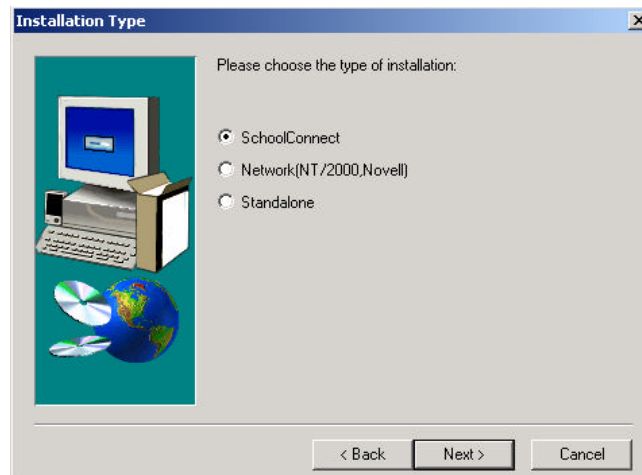 Installation Type
Please choose the type of installation:
SchoolConnect
Network(NT/2000,Novell)
Standalone
< Back
Next >
Cancel